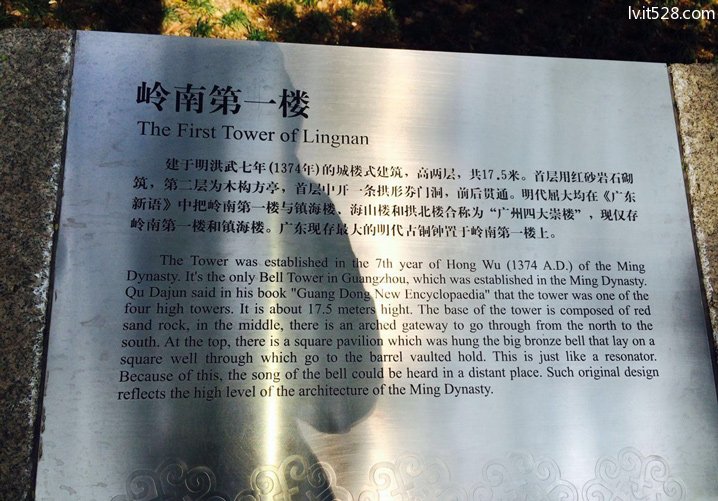 lvit528.com
岭南第一楼
The First Tower of Lingnan
建于明洪武七年(1374年)的城楼式建筑，高两层，共17.5米。首层用红砂岩石砌
筑，第二层为木构方亭，首层中开一条拱形券门洞，前后贯通。明代屈大均在《广东
新语》中把岭南第一楼与镇海楼、海山楼和拱北楼合称为“广州四大崇楼”，现仅存
岭南第一楼和镇海楼。广东现存最大的明代古铜钟置于岭南第一楼上。
The Tower was established in the 7th year of Hong Wu (1374 A.D.) of the Ming
Dynasty. It's the only Bell Tower in Guangzhou, which was established in the Ming Dynasty.
Qu Dajun said in his book "Guang Dong New Encyclopaedia" that the tower was one of the
four high towers. It is about 17.5 meters hight. The base of the tower is composed of red
sand rock, in the middle, there is an arched gateway to go through from the north to the
south. At the top, there is a square pavilion which was hung the big bronze bell that lay on a
square well through which go to the barrel vaulted hold. This is just like a resonator.
Because of this, the song of the bell could be heard in a distant place. Such original design
reflects the high level of the architecture of the Ming Dynasty.